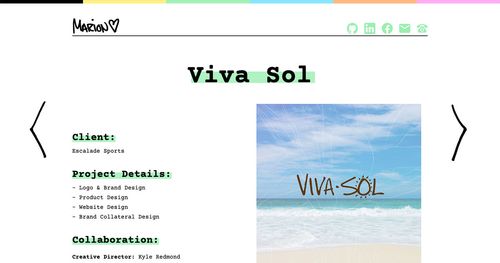 Marion
Viva Sol
Client:
Escalade Sports
Project Details:
- Logo & Brand Design
- Product Design
- Website Design
- Brand Collateral Design
Collaboration:
Creative Director: Kyle Redmond
VIVA·SOL